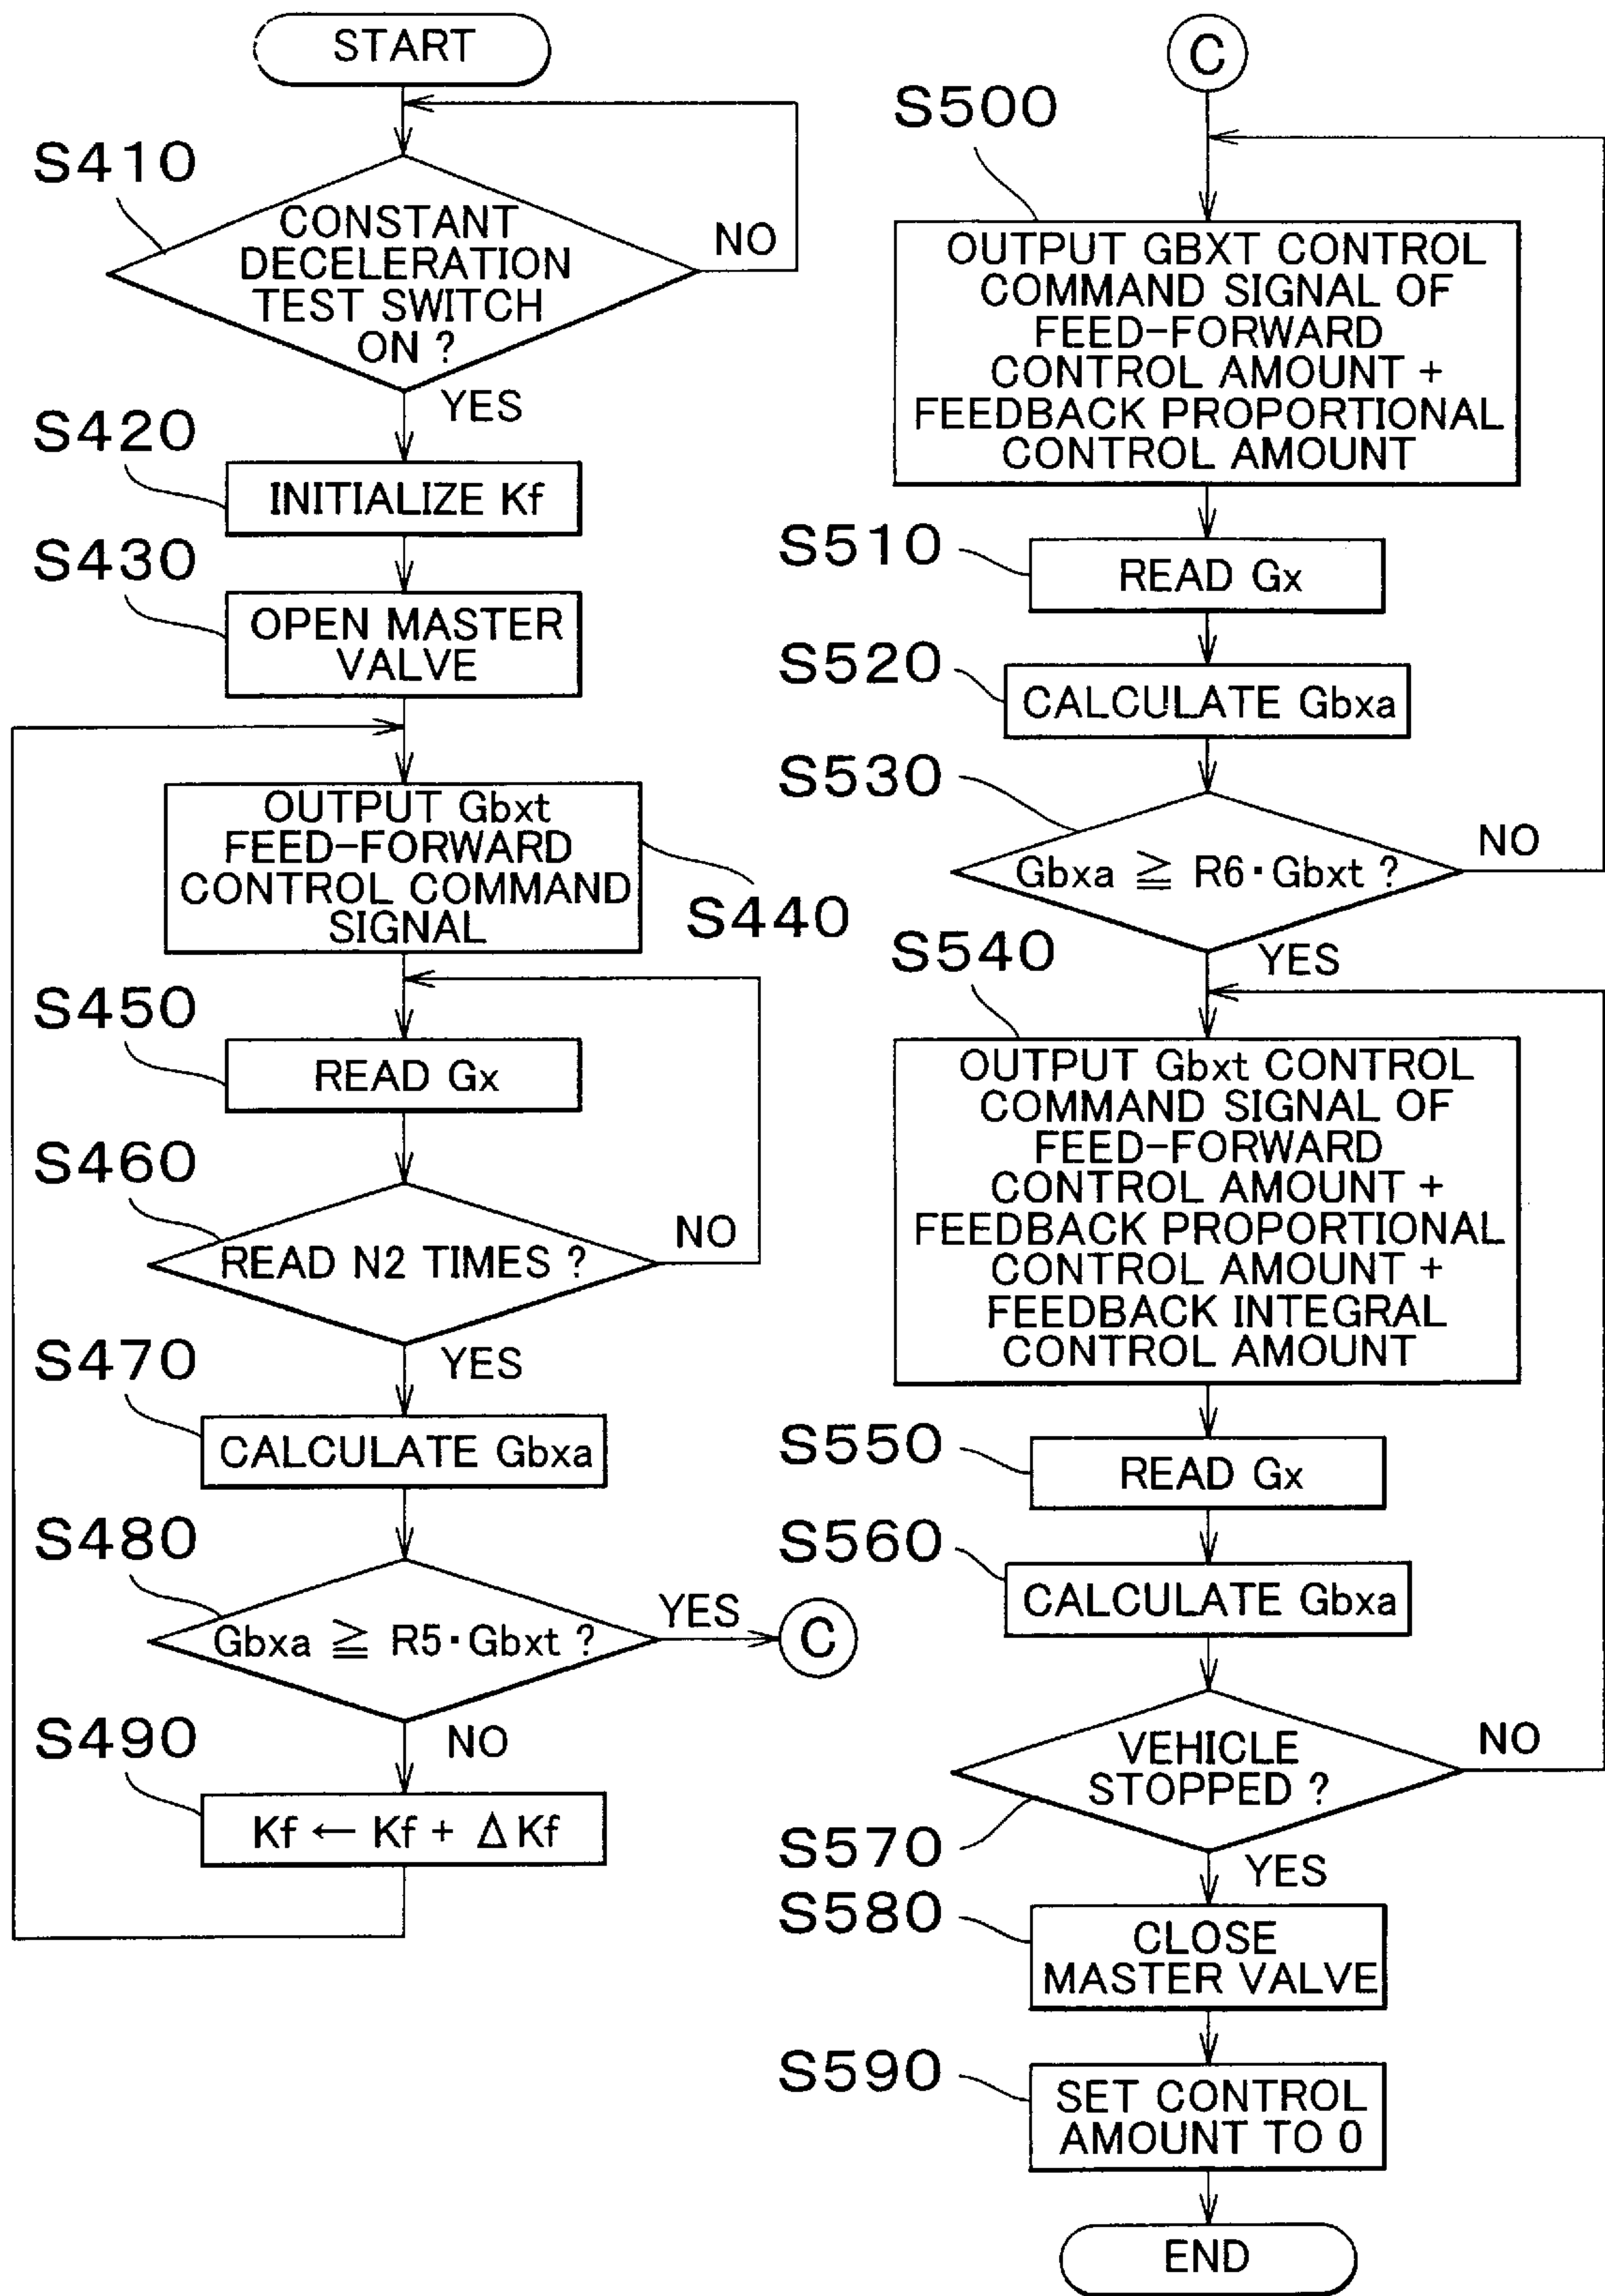 START
S410
CONSTANT
DECELERATION
TEST SWITCH
ON ?
NO
YES
S420
INITIALIZE Kf
S430
OPEN MASTER
VALVE
OUTPUT Gbxt
FEED-FORWARD
CONTROL COMMAND
SIGNAL
S440
S450
READ Gx
S460
READ N2 TIMES ?
NO
YES
S470
CALCULATE Gbxa
S480
Gbxa ≧ R5・Gbxt ?
YES
C
NO
S490
Kf ← Kf + Δ Kf
C
S500
OUTPUT GBXT CONTROL
COMMAND SIGNAL OF
FEED-FORWARD
CONTROL AMOUNT +
FEEDBACK PROPORTIONAL
CONTROL AMOUNT
S510
READ Gx
S520
CALCULATE Gbxa
S530
Gbxa ≧ R6・Gbxt ?
NO
YES
S540
OUTPUT Gbxt CONTROL
COMMAND SIGNAL OF
FEED-FORWARD
CONTROL AMOUNT +
FEEDBACK PROPORTIONAL
CONTROL AMOUNT +
FEEDBACK INTEGRAL
CONTROL AMOUNT
S550
READ Gx
S560
CALCULATE Gbxa
VEHICLE
STOPPED ?
NO
S570
YES
S580
CLOSE
MASTER VALVE
S590
SET CONTROL
AMOUNT TO 0
END